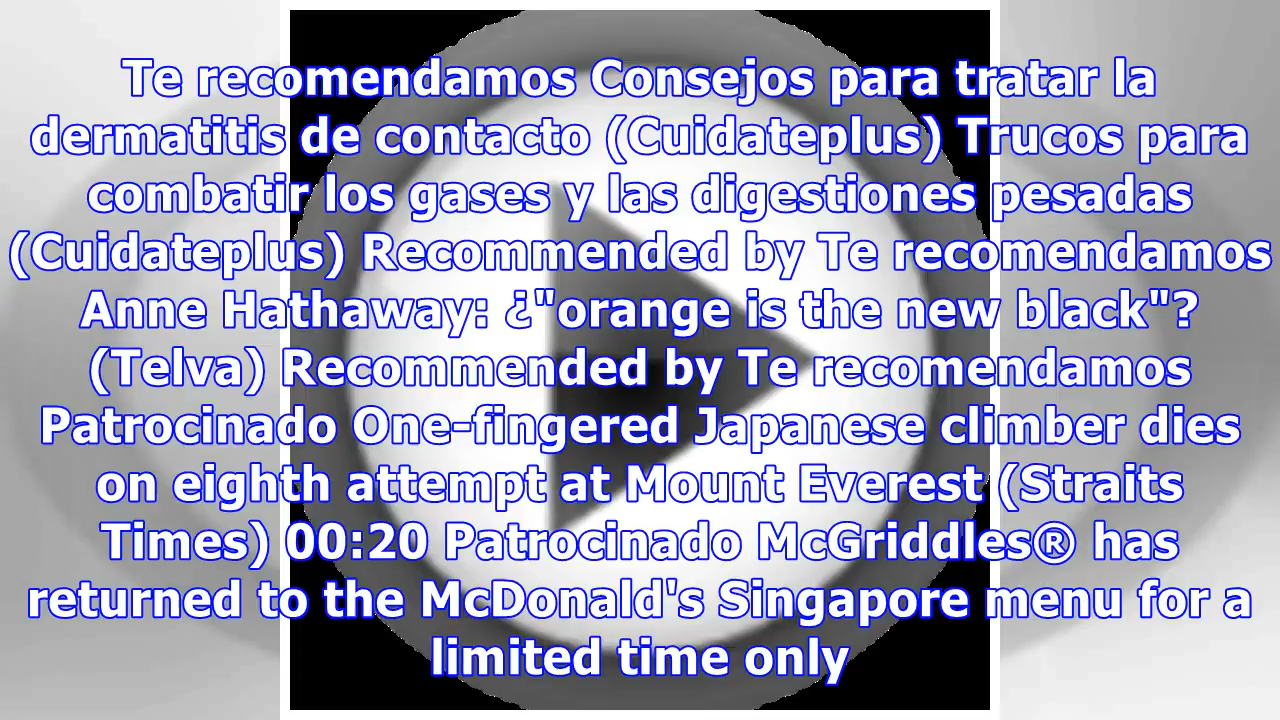 Te recomendamos Consejos para tratar la
dermatitis de contacto (Cuidateplus) Trucos para
combatir los gases y las digestiones pesadas
(Cuidateplus) Recommended by Te recomendamos
Anne Hathaway: ¿"orange is the new black"?
(Telva) Recommended by Te recomendamos
Patrocinado One-fingered Japanese climber dies
on eighth attempt at Mount Everest (Straits
Times) 00:20 Patrocinado McGriddles® has
returned to the McDonald's Singapore menu for a
limited time only